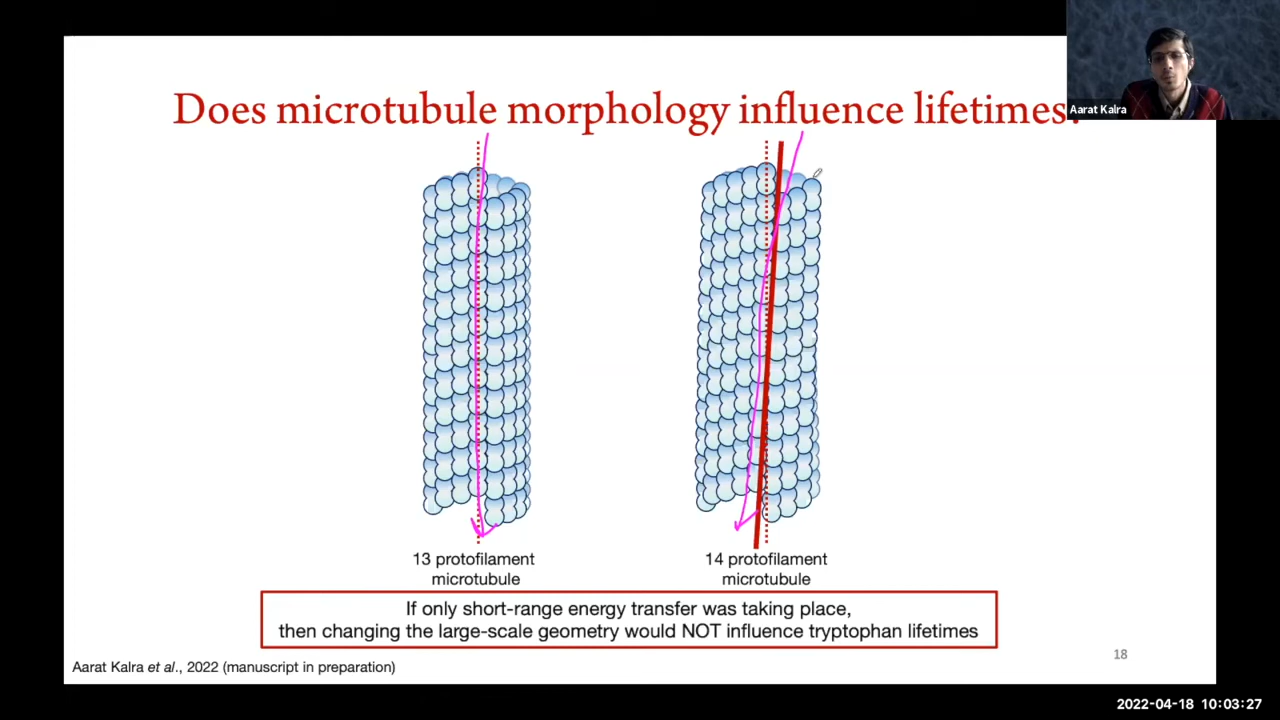 Does microtubule morphology influence lifetimes?
Aarat Kalra
13 protofilament
microtubule
14 protofilament
microtubule
If only short-range energy transfer was taking place,
then changing the large-scale geometry would NOT influence tryptophan lifetimes
18
Aarat Kalra et al., 2022 (manuscript in preparation)
2022-04-18 10:03:27